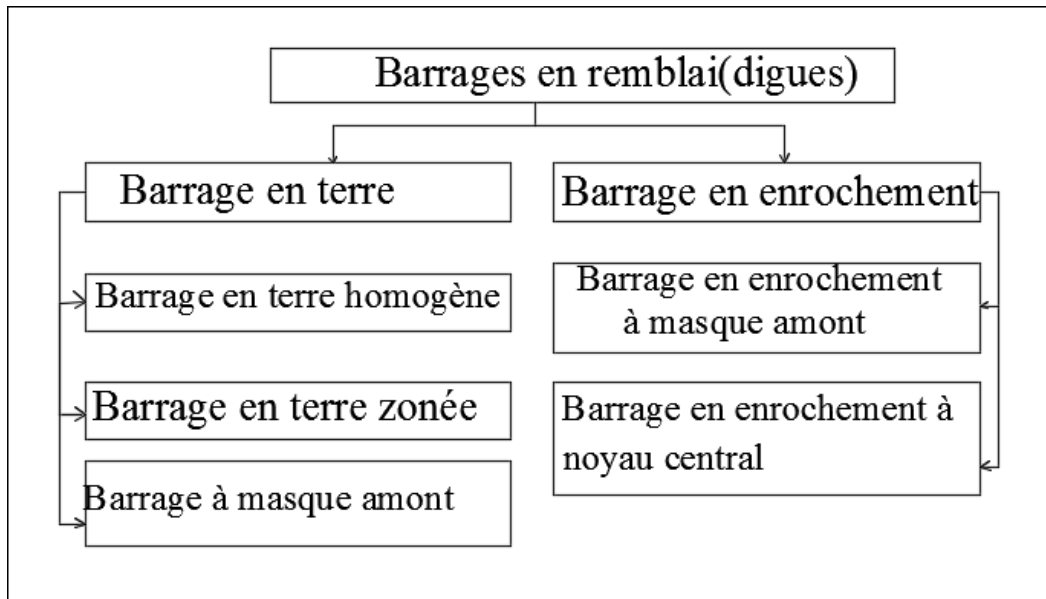 Barrages en remblai(digues)
Barrage en terre
Barrage en terre homogène
Barrage en terre zonée
Barrage à masque amont
Barrage en enrochement
Barrage en enrochement
à masque amont
Barrage en enrochement à
noyau central